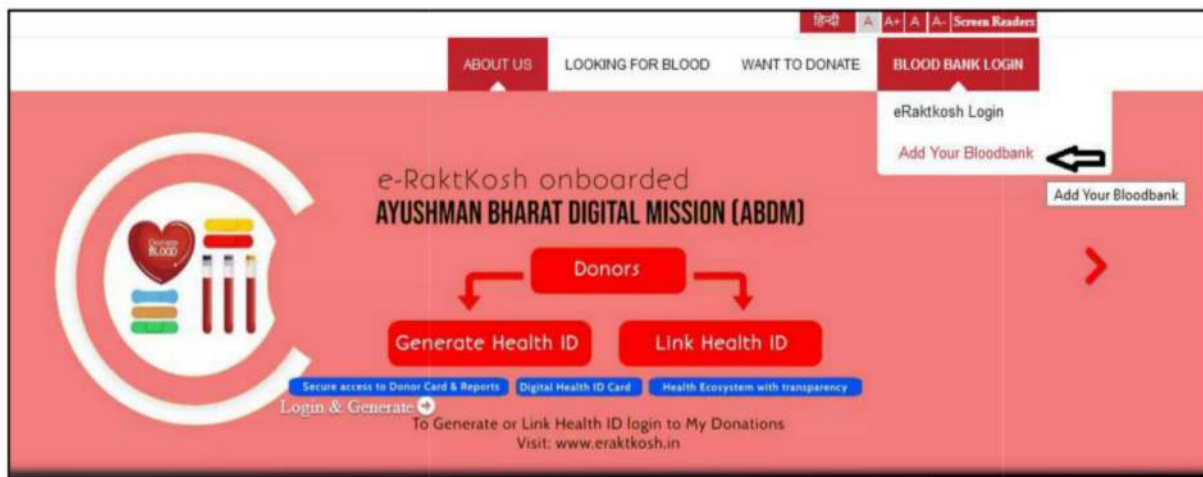 हिन्दी A A+ A A- Screen Readers
ABOUT US LOOKING FOR BLOOD WANT TO DONATE BLOOD BANK LOGIN
eRaktkosh Login
Add Your Bloodbank
Add Your Bloodbank
e-RaktKosh onboarded
AYUSHMAN BHARAT DIGITAL MISSION (ABDM)
Donate
BLOOD
Donors
Generate Health ID Link Health ID
Secure access to Donor Card & Reports Digital Health ID Card Health Ecosystem with transparency
Login & Generate
To Generate or Link Health ID login to My Donations
Visit: www.eraktkosh.in